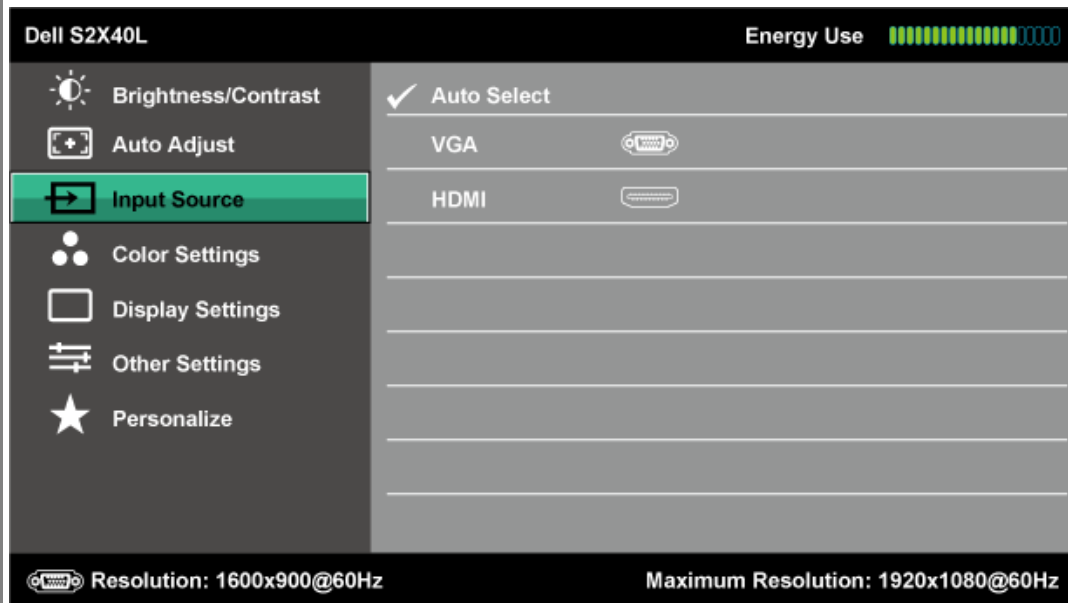 Dell S2X40L Energy Use
Brightness/Contrast
Auto Adjust
Input Source
Color Settings
Display Settings
Other Settings
Personalize
Auto Select
VGA
HDMI
Resolution: 1600x900@60Hz Maximum Resolution: 1920x1080@60Hz